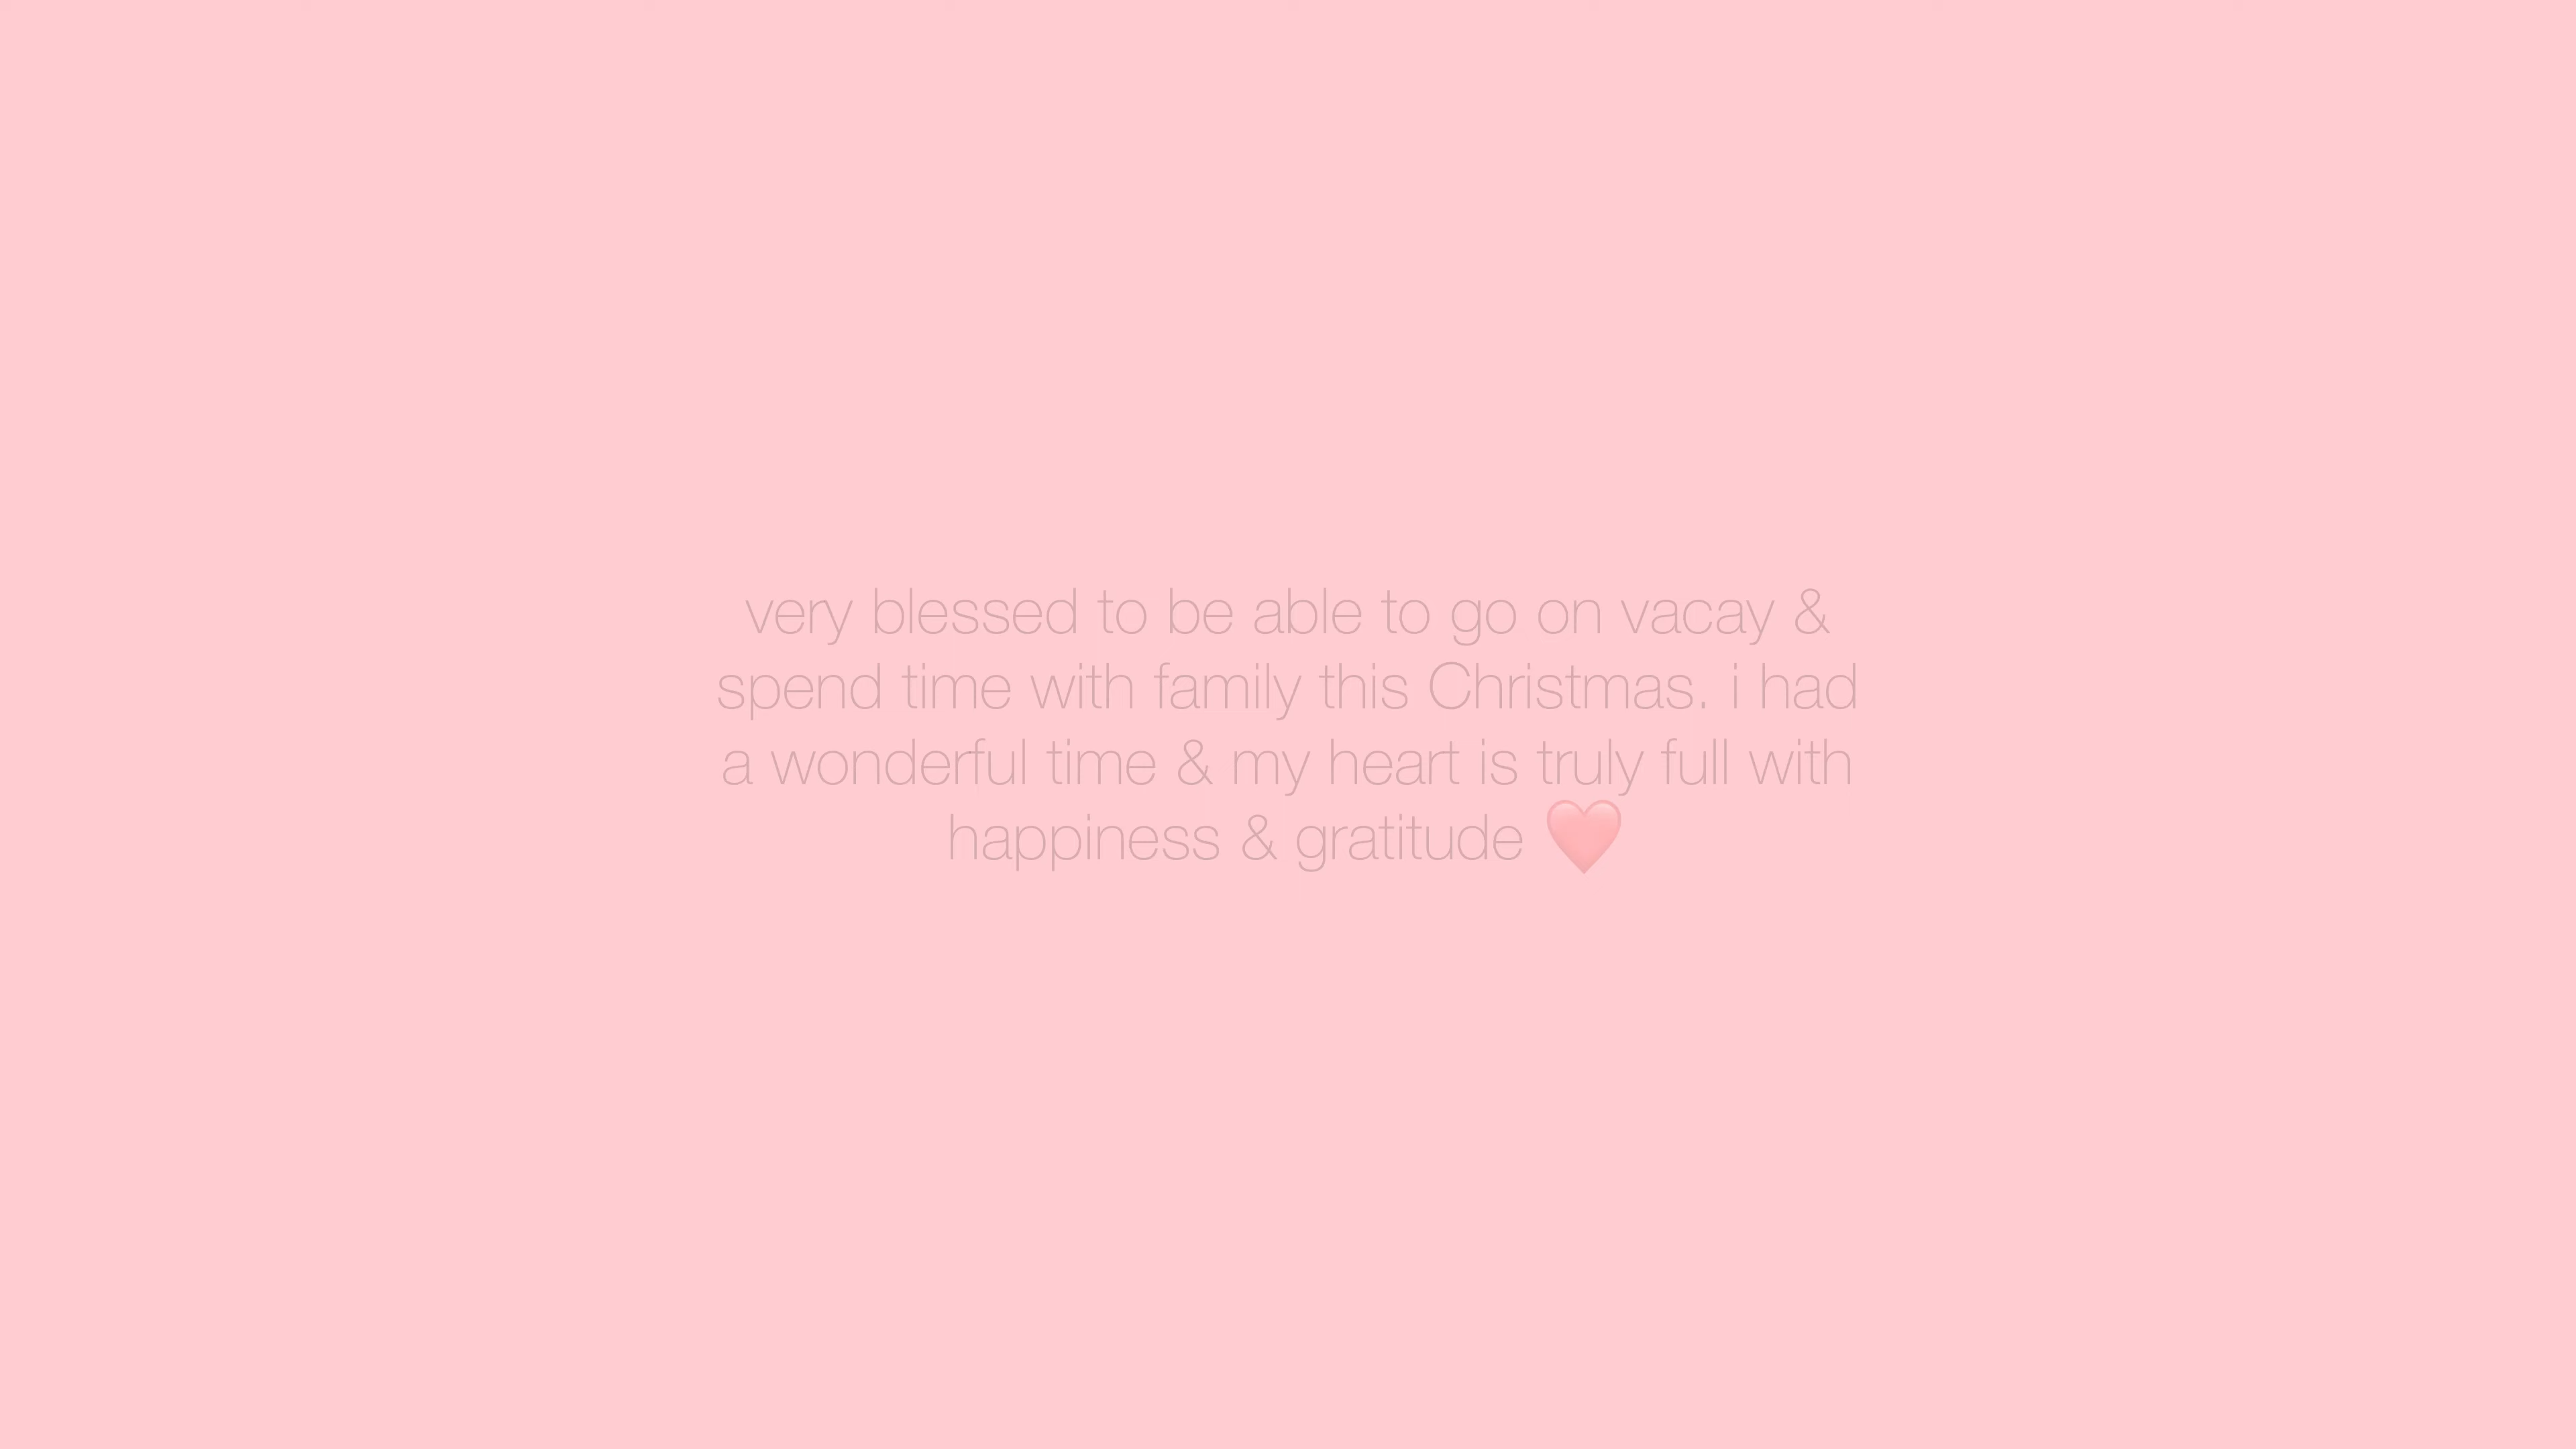 very blessed to be able to go on vacay &
spend time with family this Christmas. i had
a wonderful time & my heart is truly full with
happiness & gratitude ❤️